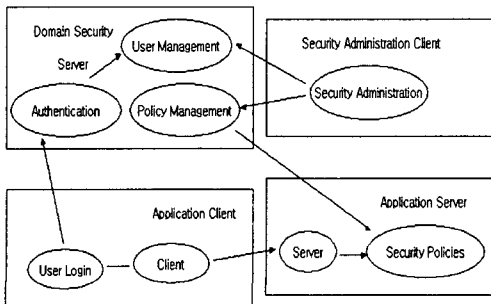 Domain Security
Server
User Management
Authentication
Policy Management
Security Administration Client
Security Administration
Application Client
User Login
Client
Application Server
Server
Security Policies